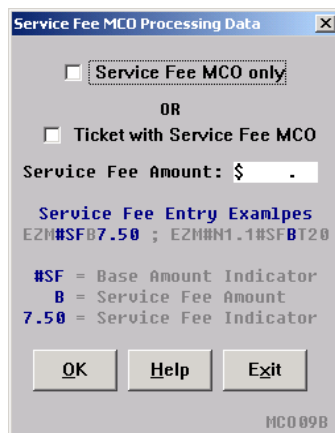 Service Fee MCO Processing Data
Service Fee MCO only
OR
Ticket with Service Fee MCO
Service Fee Amount: $ .
Service Fee Entry Examlpes
EZM#SFB7.50 ; EZM#N1.1#SFBT20
#SF = Base Amount Indicator
B = Service Fee Amount
7.50 = Service Fee Indicator
OK Help Exit
MCO09B